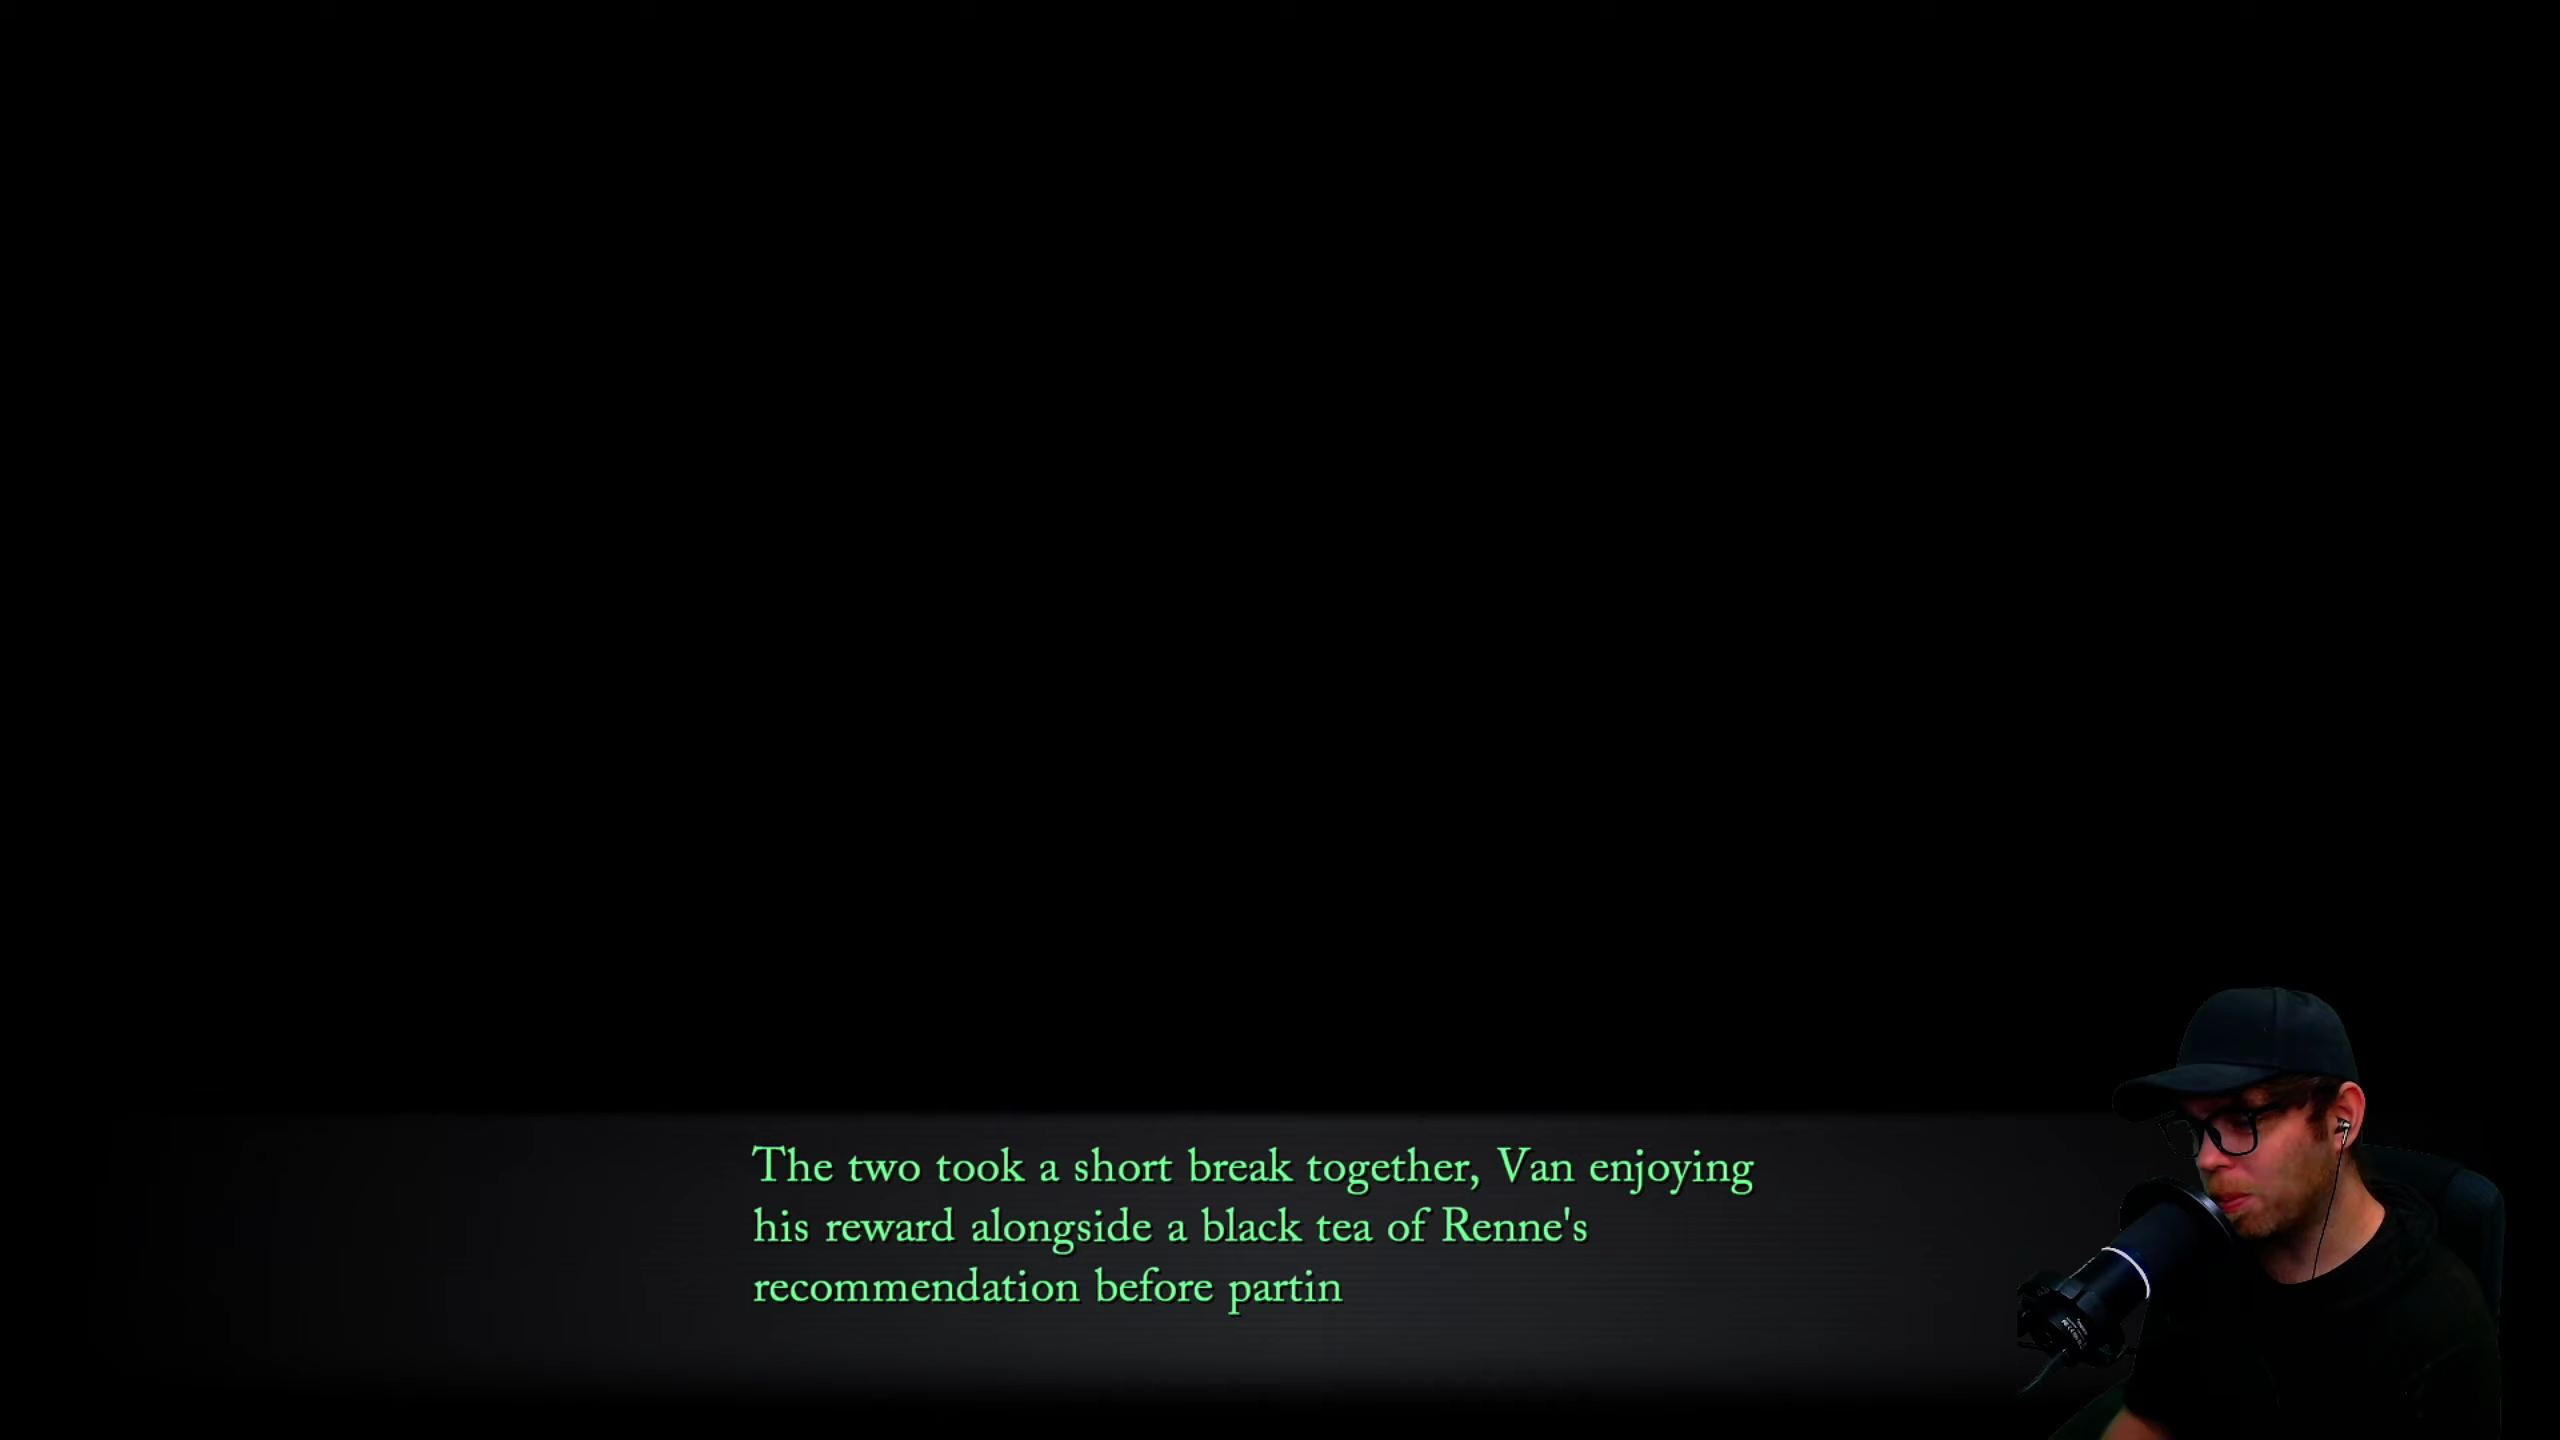 The two took a short break together, Van enjoying
his reward alongside a black tea of Renne's
recommendation before partin